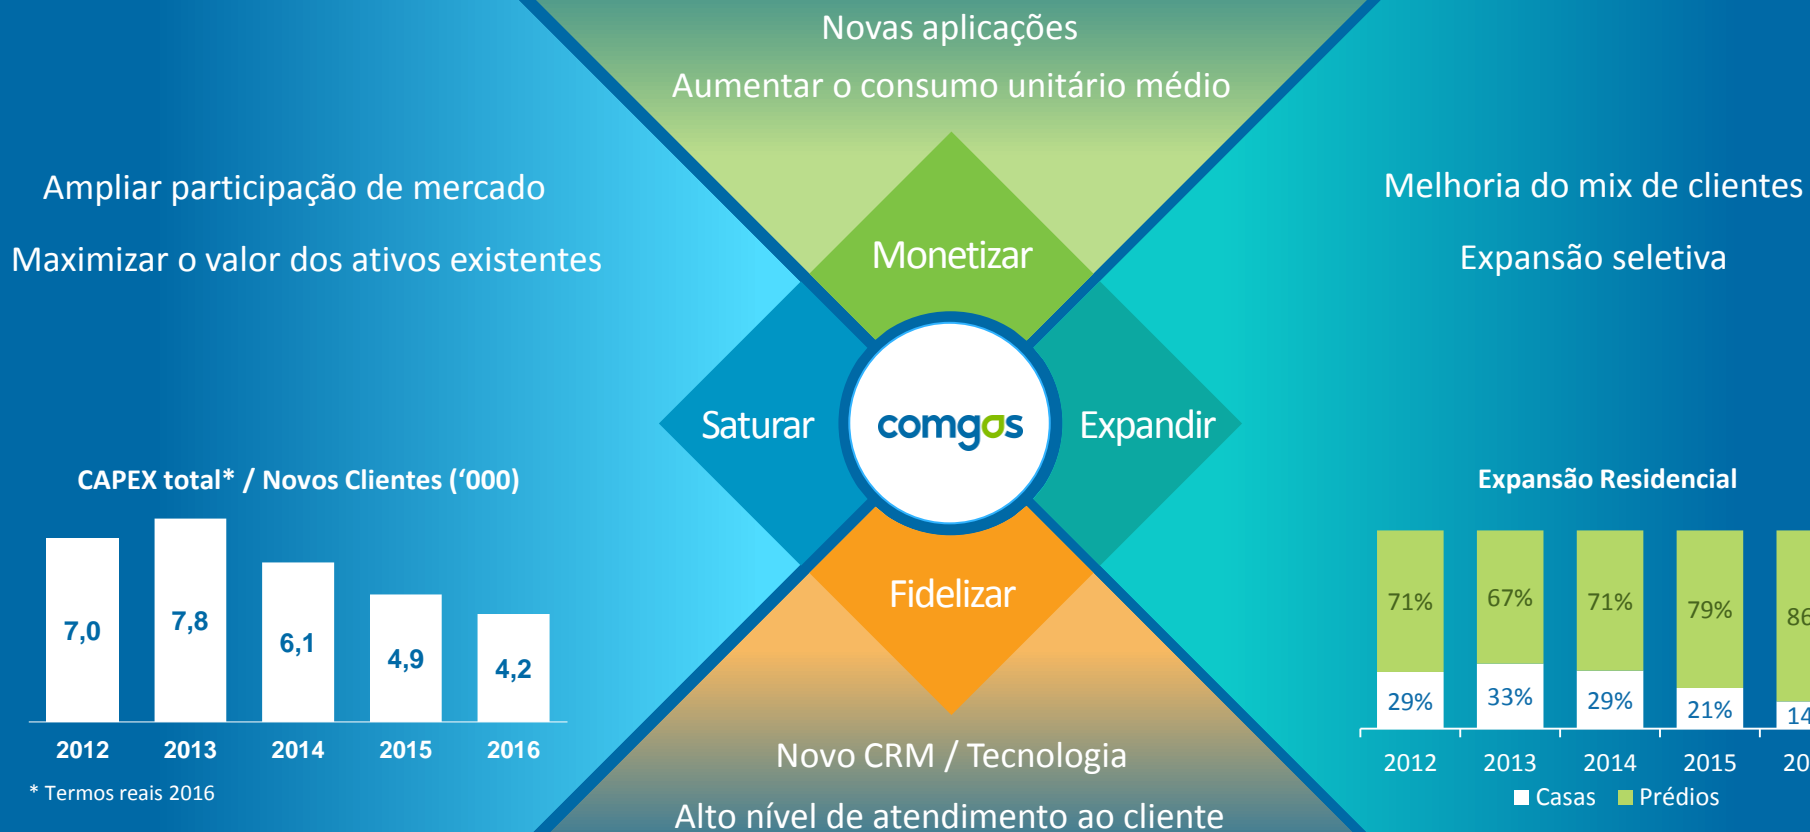 Novas aplicações
Aumentar o consumo unitário médio
Ampliar participação de mercado
Maximizar o valor dos ativos existentes
Melhoria do mix de clientes
Expansão seletiva
Monetizar
Saturar
comgas
Expandir
Fidelizar
CAPEX total* / Novos Clientes (‘000)
7,0 7,8 6,1 4,9 4,2
2012 2013 2014 2015 2016
* Termos reais 2016
Expansão Residencial
71% 67% 71% 79% 86
29% 33% 29% 21% 14
2012 2013 2014 2015 20
Casas Prédios
Novo CRM / Tecnologia
Alto nível de atendimento ao cliente